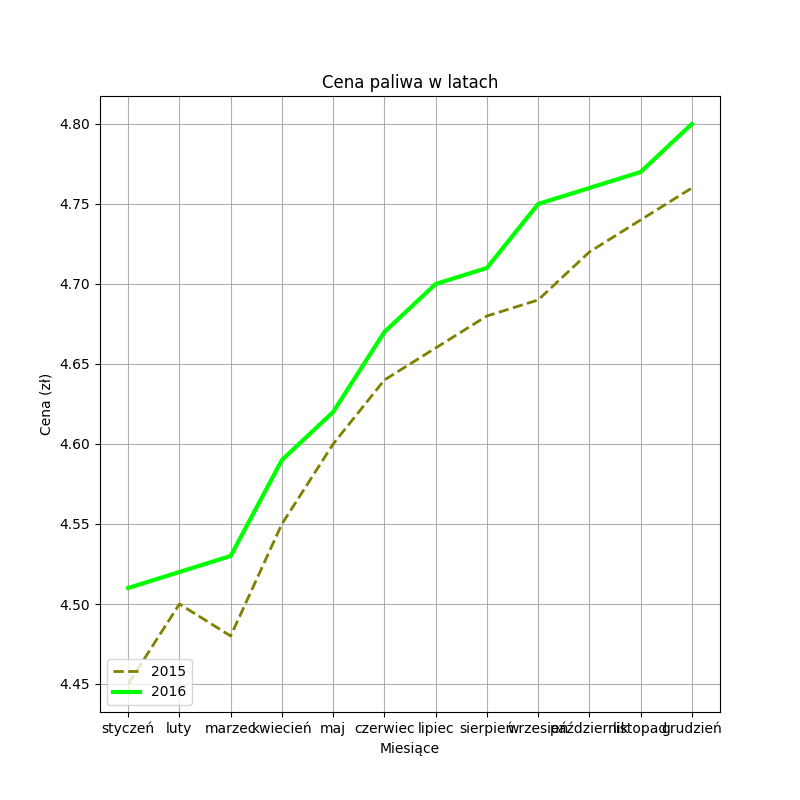 Cena paliwa w latach
Cena (zł)
4.80
4.75
4.70
4.65
4.60
4.55
4.50
4.45
2015
2016
styczeń luty marzec kwiecień maj czerwiec lipiec sierpień wrzesień październik listopad grudzień
Miesiące